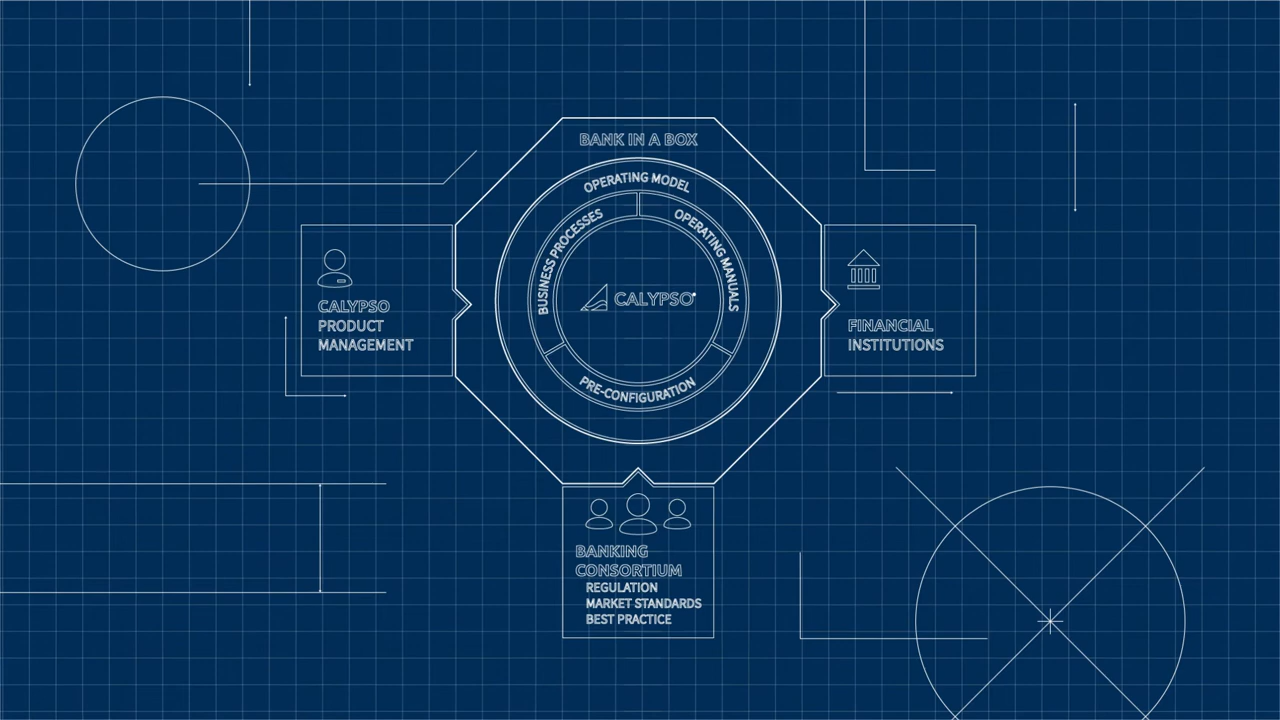 BANK IN A BOX
OPERATING MODEL
BUSINESS PROCESSES
OPERATING MANUALS
CALYPSO
PRE-CONFIGURATION
CALYPSO
PRODUCT
MANAGEMENT
FINANCIAL
INSTITUTIONS
BANKING
CONSORTIUM
REGULATION
MARKET STANDARDS
BEST PRACTICE